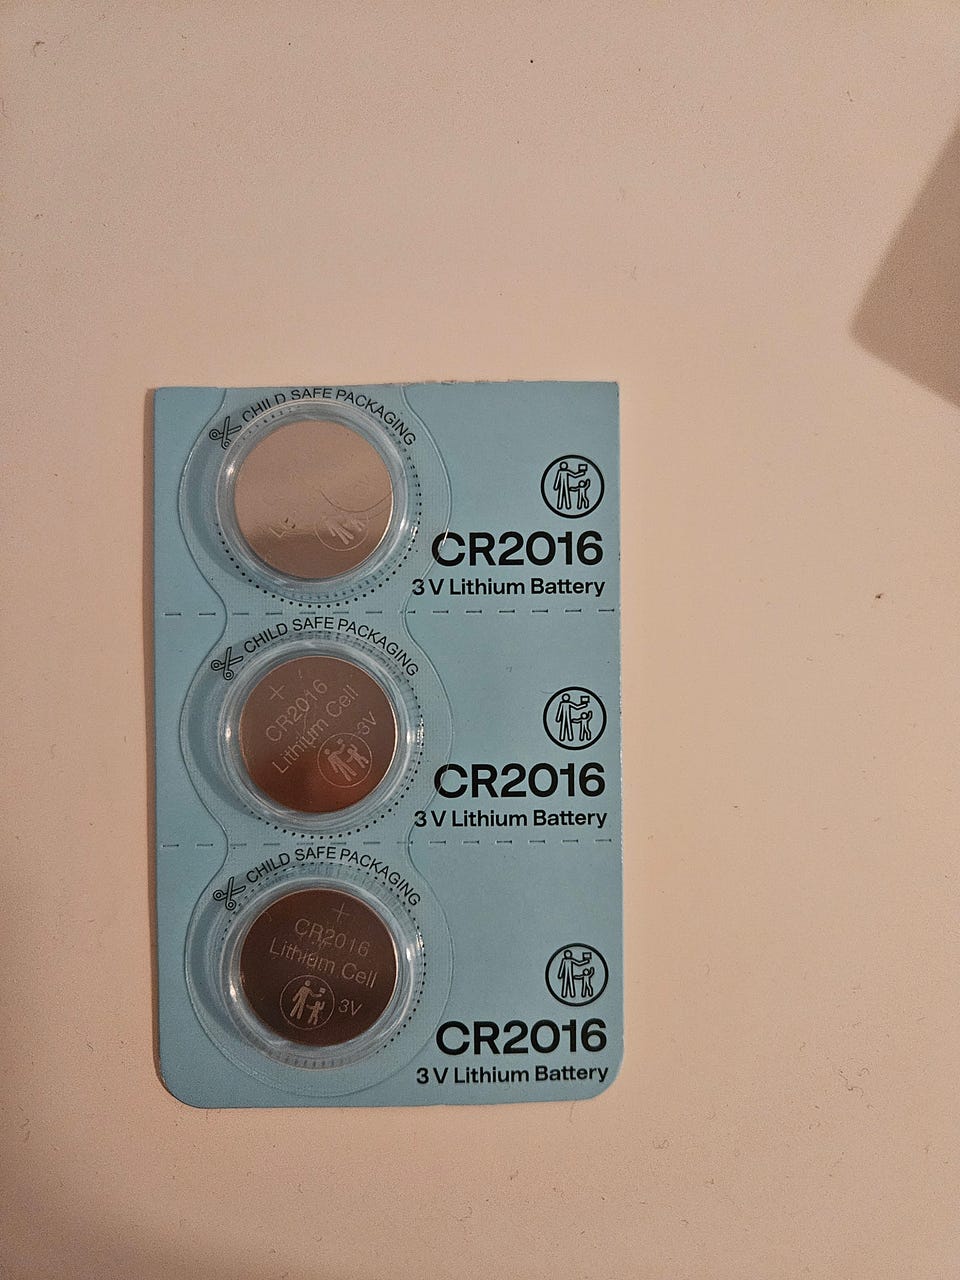 CHILD SAFE PACKAGING
CR2016
3 V Lithium Battery
CHILD SAFE PACKAGING
+
CR2016
Lithium Cell
3V
CR2016
3 V Lithium Battery
CHILD SAFE PACKAGING
+
CR2016
Lithium Cell
3V
CR2016
3 V Lithium Battery